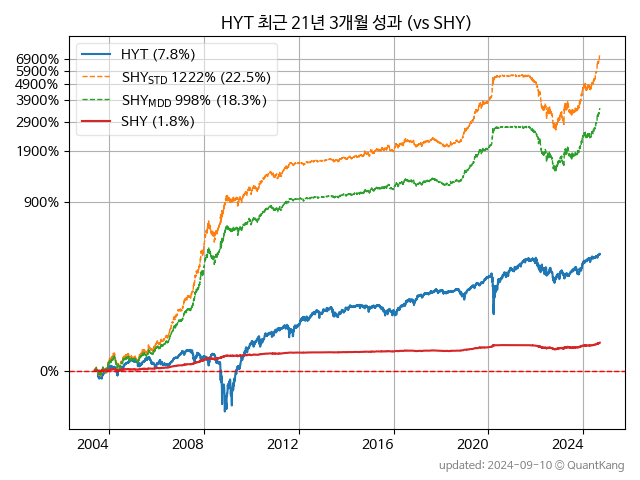 HYT 최근 21년 3개월 성과 (vs SHY)
HYT (7.8%)
SHY_STD 1222% (22.5%)
SHY_MDD 998% (18.3%)
SHY (1.8%)
6900%
5900%
4900%
3900%
2900%
1900%
900%
0%
2004 2008 2012 2016 2020 2024
updated: 2024-09-10 © QuantKang